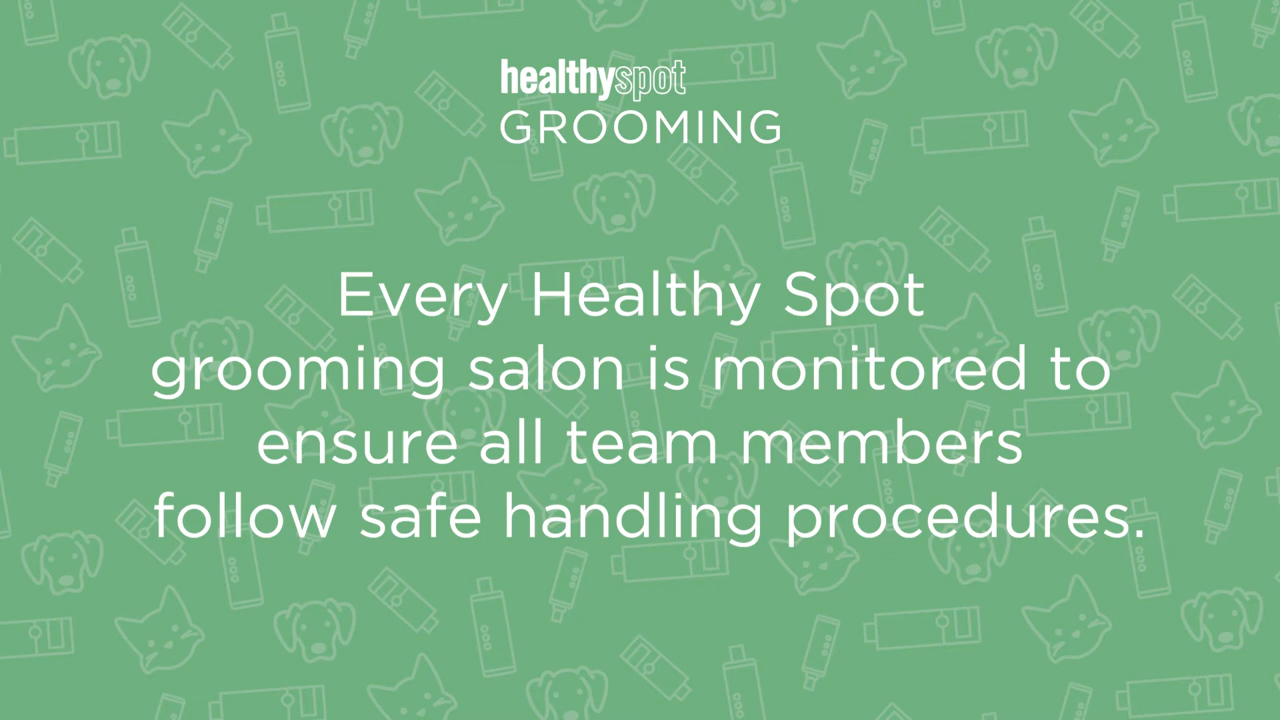 healthyspot
GROOMING
Every Healthy Spot
grooming salon is monitored to
ensure all team members
follow safe handling procedures.